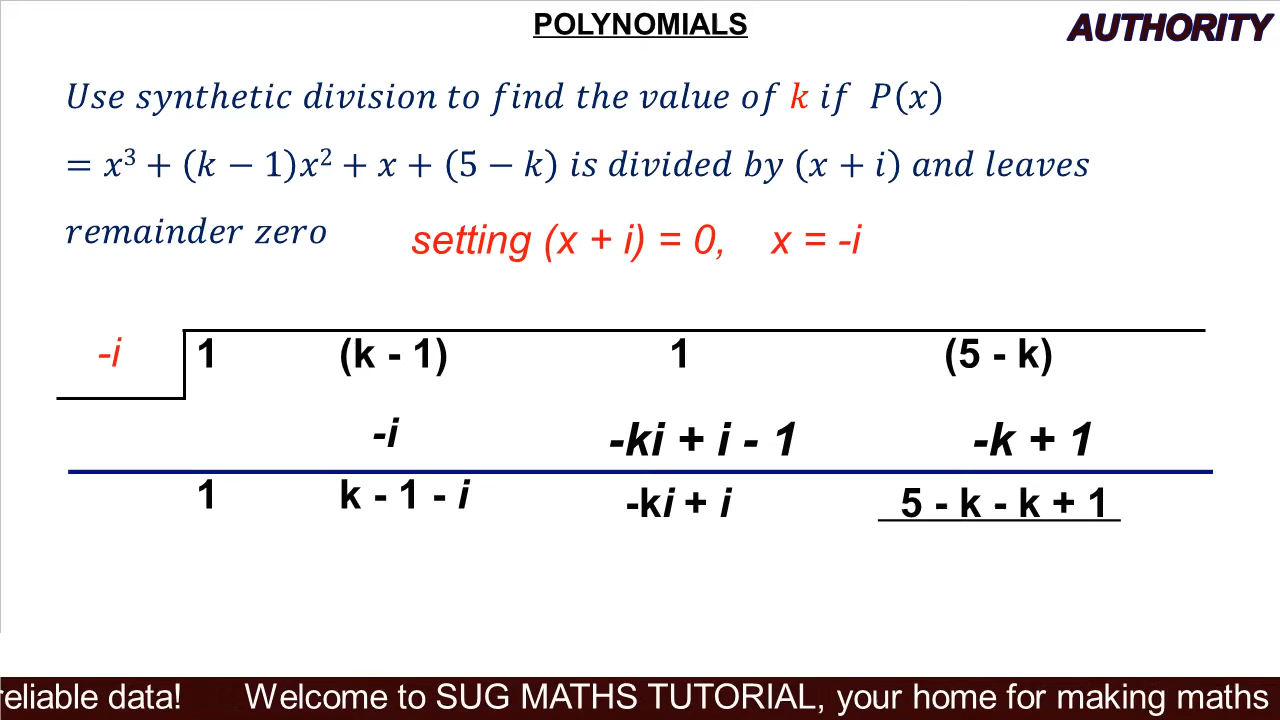 POLYNOMIALS
AUTHORITY
Use synthetic division to find the value of k if P(x)
= x³ + (k − 1)x² + x + (5 − k) is divided by (x + i) and leaves
remainder zero
setting (x + i) = 0, x = -i
-i 1 (k - 1) 1 (5 - k)
-i -ki + i - 1 -k + 1
1 k - 1 - i -ki + i 5 - k - k + 1
reliable data! Welcome to SUG MATHS TUTORIAL, your home for making maths